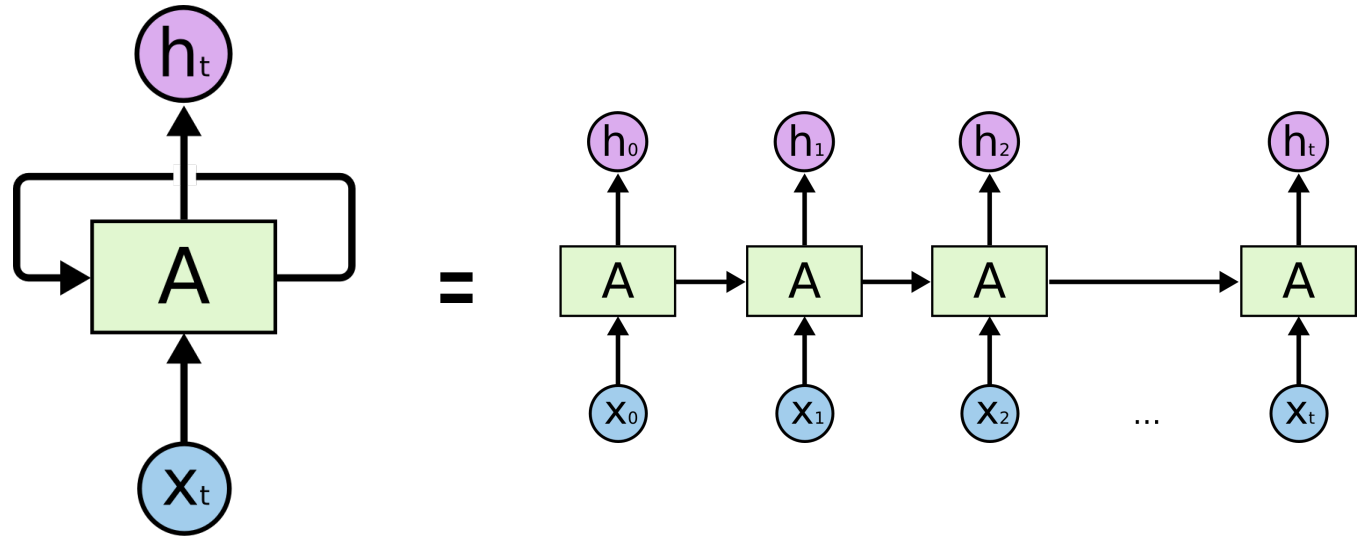 hₜ
A
xₜ
=
h₀ h₁ h₂ hₜ
A A A A
x₀ x₁ x₂ ... xₜ